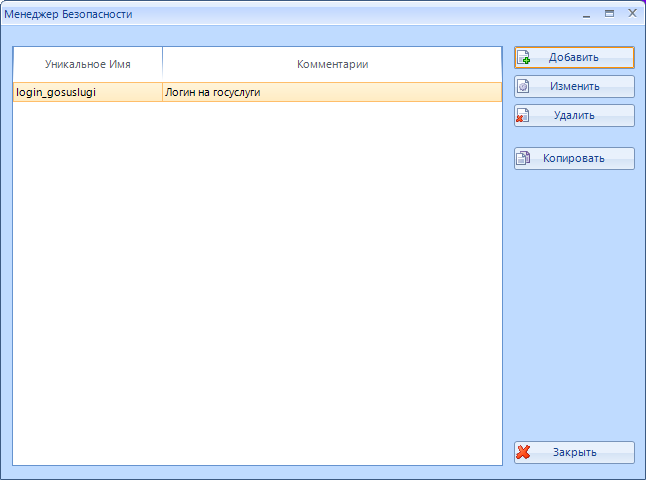 Менеджер Безопасности
Уникальное Имя
Комментарии
login_gosuslugi
Логин на госуслуги
Добавить
Изменить
Удалить
Копировать
Закрыть